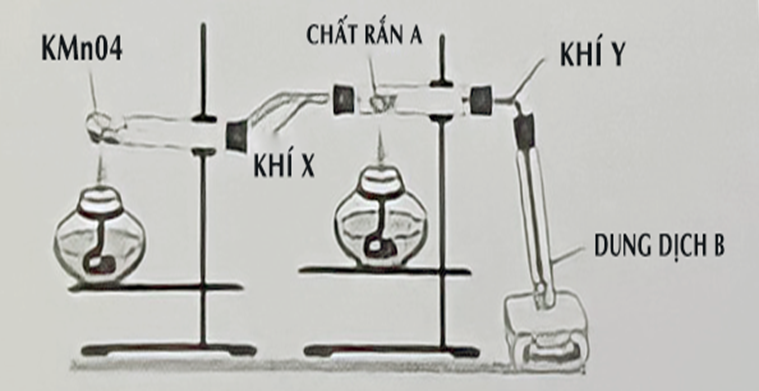 KMn04
CHẤT RẮN A
KHÍ Y
KHÍ X
DUNG DỊCH B